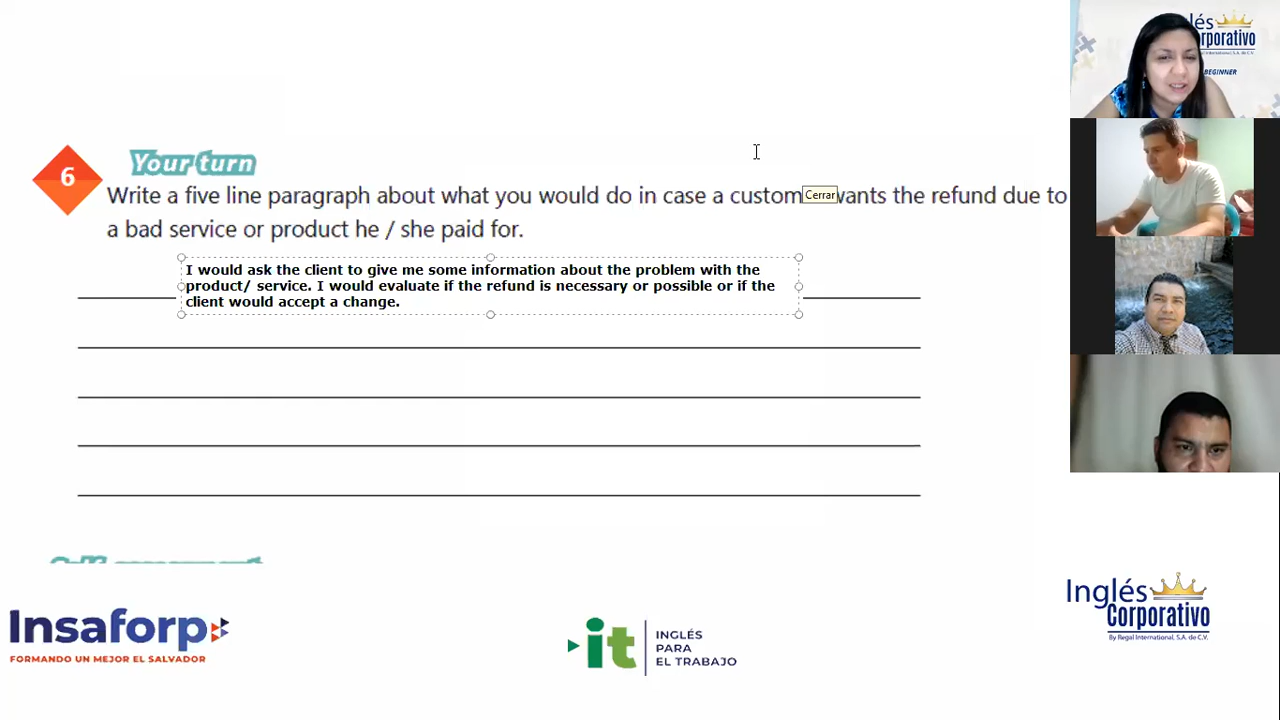 Inglés
Corporativo
By Regal International, S.A. de C.V.
BEGINNER
6
Your turn
Write a five line paragraph about what you would do in case a custom wants the refund due to
Cerrar
a bad service or product he / she paid for.
I would ask the client to give me some information about the problem with the
product/ service. I would evaluate if the refund is necessary or possible or if the
client would accept a change.
Insaforp
FORMANDO UN MEJOR EL SALVADOR
it
INGLÉS
PARA
EL TRABAJO
Inglés
Corporativo
By Regal International, S.A. de C.V.